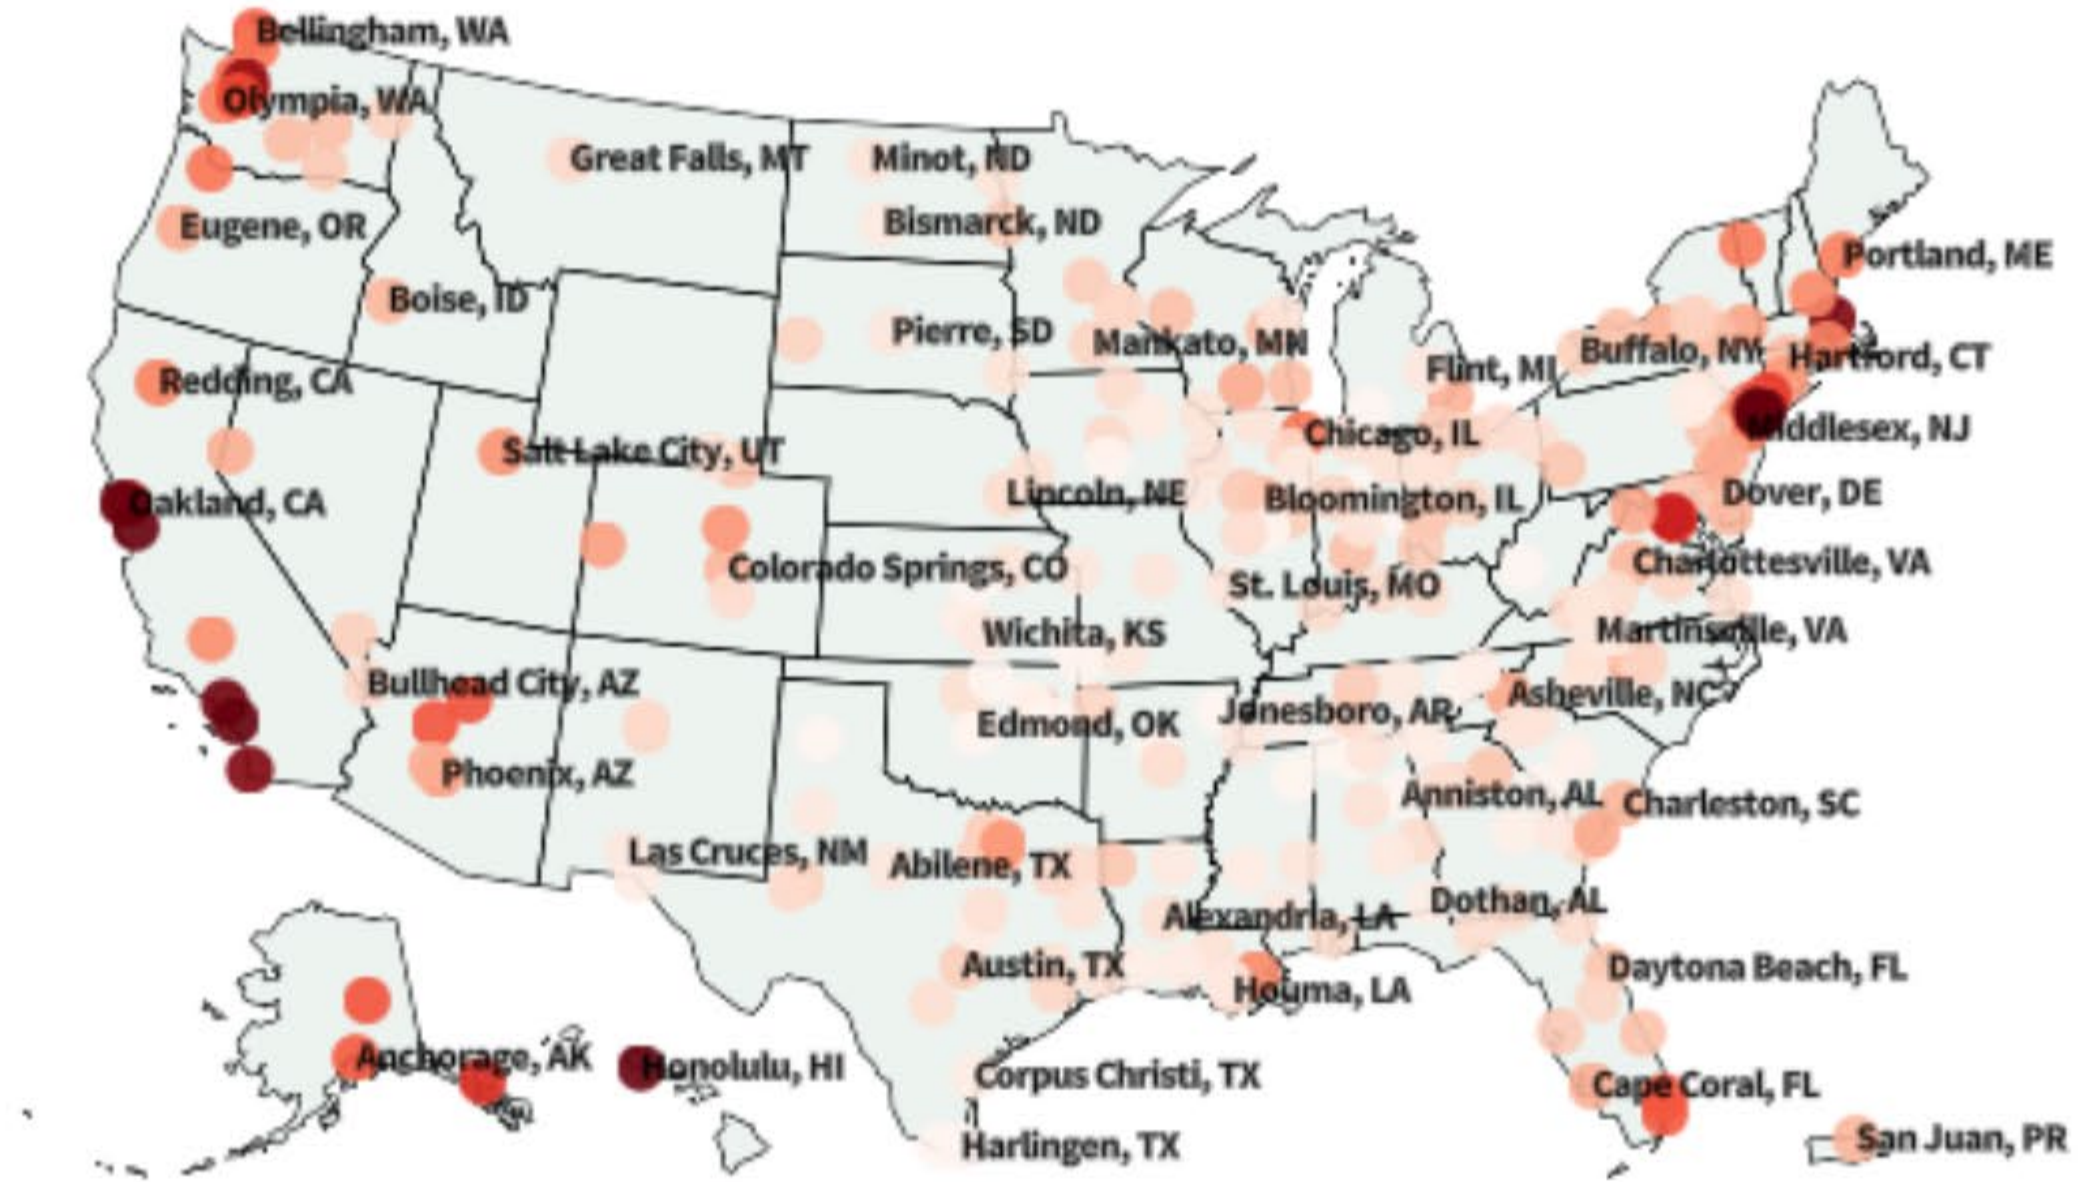 Bellingham, WA
Olympia, WA
Great Falls, MT
Minot, ND
Eugene, OR
Bismarck, ND
Portland, ME
Boise, ID
Pierre, SD
Mankato, MN
Buffalo, NY
Hartford, CT
Flint, MI
Redding, CA
Chicago, IL
Middlesex, NJ
Salt Lake City, UT
Oakland, CA
Lincoln, NE
Bloomington, IL
Dover, DE
Colorado Springs, CO
Charlottesville, VA
St. Louis, MO
Wichita, KS
Martinsville, VA
Bullhead City, AZ
Asheville, NC
Edmond, OK
Jonesboro, AR
Phoenix, AZ
Anniston, AL
Charleston, SC
Las Cruces, NM
Abilene, TX
Dothan, AL
Alexandria, LA
Austin, TX
Daytona Beach, FL
Houma, LA
Anchorage, AK
Honolulu, HI
Corpus Christi, TX
Cape Coral, FL
Harlingen, TX
San Juan, PR